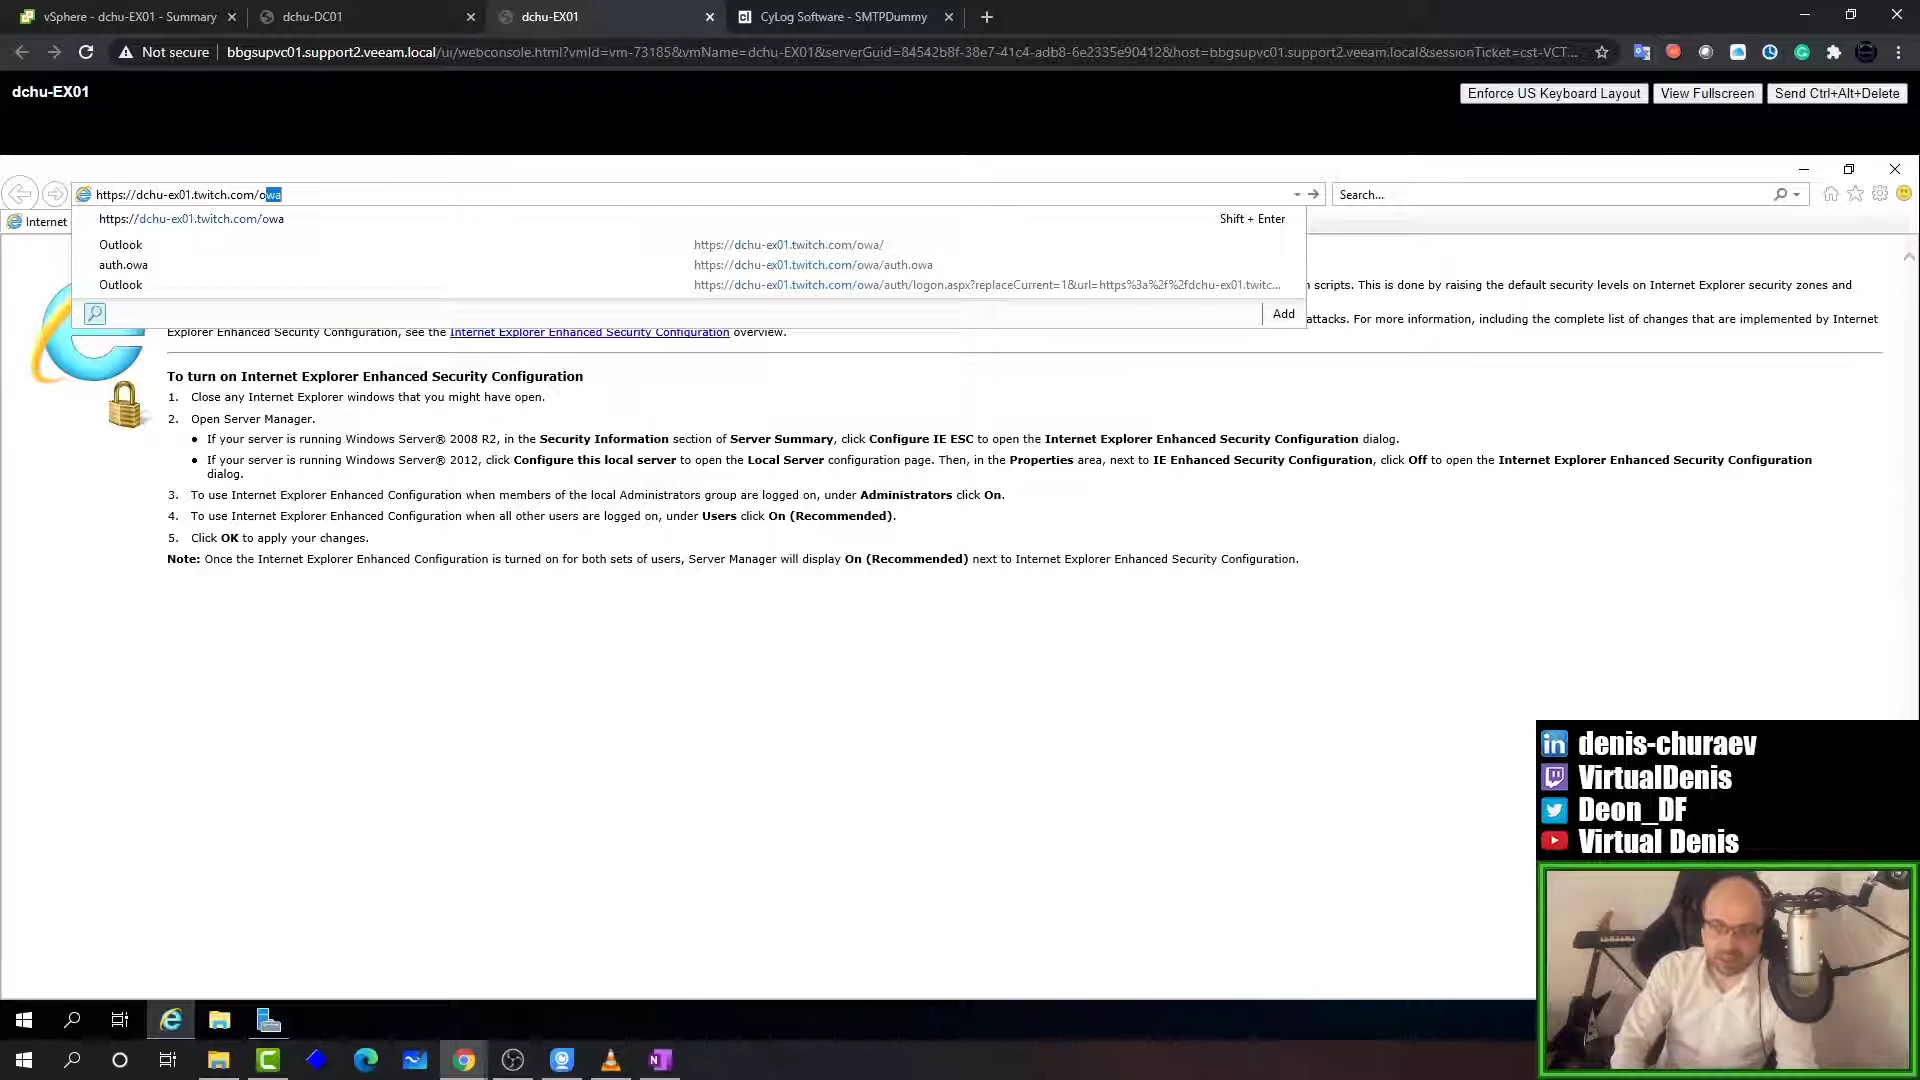 vSphere - dchu-EX01 - Summary
dchu-DC01
dchu-EX01
CyLog Software - SMTPDummy
Not secure
bbgsupvc01.support2.veeam.local/ui/webconsole.html?vmId=vm-73185&vmName=dchu-EX01&serverGuid=84542b8f-38e7-41c4-adb8-6e2335e90412&host=bbgsupvc01.support2.veeam.local&sessionTicket=cst-VCT...
dchu-EX01
Enforce US Keyboard Layout
View Fullscreen
Send Ctrl+Alt+Delete
https://dchu-ex01.twitch.com/owa
Search...
Internet
https://dchu-ex01.twitch.com/owa
Shift + Enter
Outlook
https://dchu-ex01.twitch.com/owa/
auth.owa
https://dchu-ex01.twitch.com/owa/auth.owa
Outlook
https://dchu-ex01.twitch.com/owa/auth/logon.aspx?replaceCurrent=1&url=https%3a%2f%2fdchu-ex01.twitc...
scripts. This is done by raising the default security levels on Internet Explorer security zones and
Add
attacks. For more information, including the complete list of changes that are implemented by Internet
Explorer Enhanced Security Configuration, see the Internet Explorer Enhanced Security Configuration overview.
To turn on Internet Explorer Enhanced Security Configuration
1. Close any Internet Explorer windows that you might have open.
2. Open Server Manager.
• If your server is running Windows Server® 2008 R2, in the Security Information section of Server Summary, click Configure IE ESC to open the Internet Explorer Enhanced Security Configuration dialog.
• If your server is running Windows Server® 2012, click Configure this local server to open the Local Server configuration page. Then, in the Properties area, next to IE Enhanced Security Configuration, click Off to open the Internet Explorer Enhanced Security Configuration
dialog.
3. To use Internet Explorer Enhanced Configuration when members of the local Administrators group are logged on, under Administrators click On.
4. To use Internet Explorer Enhanced Configuration when all other users are logged on, under Users click On (Recommended).
5. Click OK to apply your changes.
Note: Once the Internet Explorer Enhanced Configuration is turned on for both sets of users, Server Manager will display On (Recommended) next to Internet Explorer Enhanced Security Configuration.
denis-churaev
VirtualDenis
Deon_DF
Virtual Denis